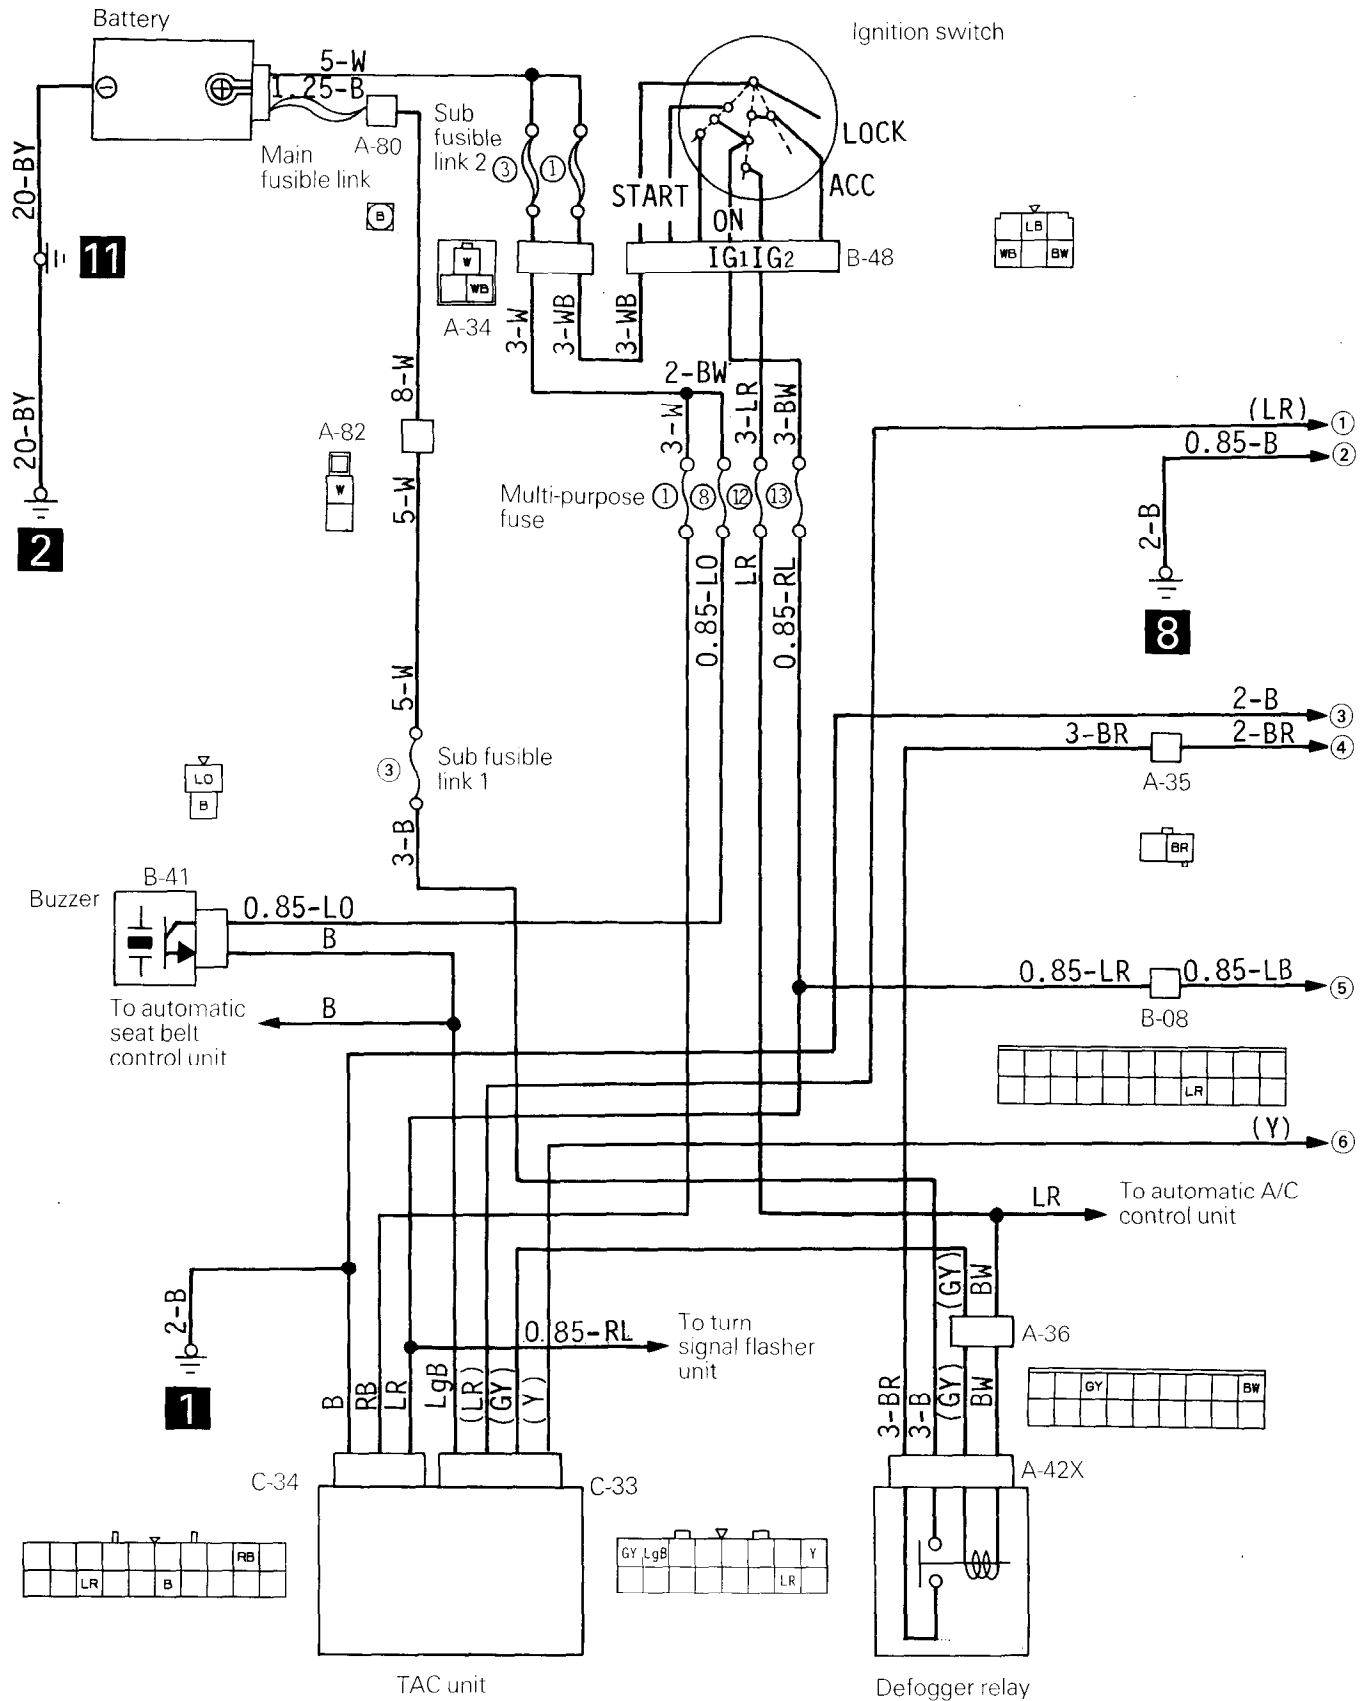 Battery
Ignition switch
5-W
1.25-B
A-80
Main
fusible link
B
Sub
fusible
link 2
3
1
LOCK
ACC
START
ON
IG1 IG2
B-48
LB
WB
BW
20-BY
11
W
WB
A-34
3-W
3-WB
3-WB
8-W
2-BW
3-W
3-LR
3-BW
(LR)
1
0.85-B
2
20-BY
2
A-82
W
5-W
Multi-purpose
fuse
1
8
12
13
2-B
8
0.85-LO
LR
0.85-RL
5-W
3
Sub fusible
link 1
3-B
2-B
3
3-BR
2-BR
4
A-35
BR
LO
B
B-41
Buzzer
0.85-LO
B
To automatic
seat belt
control unit
B
0.85-LR
0.85-LB
5
B-08
LR
(Y)
6
LR
To automatic A/C
control unit
2-B
1
0.85-RL
To turn
signal flasher
unit
(GY)
BW
A-36
B
RB
LR
LgB
(LR)
(GY)
(Y)
3-BR
3-B
(GY)
BW
GY
BW
C-34
C-33
A-42X
RB
LR
B
GY
LgB
Y
LR
TAC unit
Defogger relay